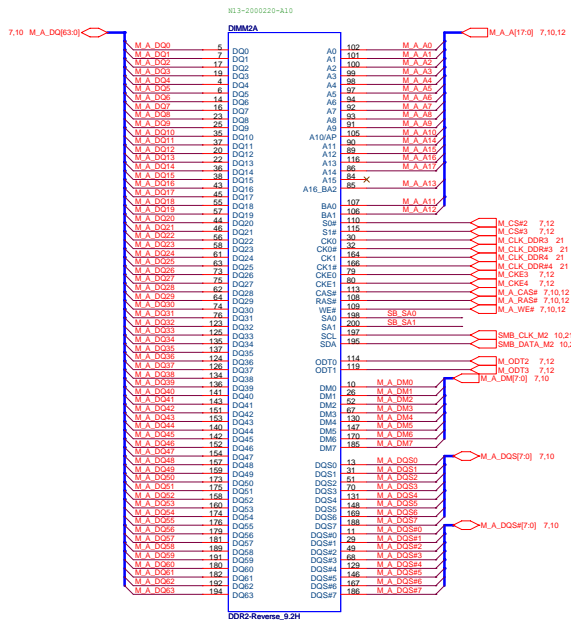 N13-2000220-A10
DIMM2A
7,10 M_A_DQ[63:0]
M_A_DQ0 5 DQ0
M_A_DQ1 7 DQ1
M_A_DQ2 17 DQ2
M_A_DQ3 19 DQ3
M_A_DQ4 4 DQ4
M_A_DQ5 6 DQ5
M_A_DQ6 14 DQ6
M_A_DQ7 16 DQ7
M_A_DQ8 23 DQ8
M_A_DQ9 25 DQ9
M_A_DQ10 35 DQ10
M_A_DQ11 37 DQ11
M_A_DQ12 20 DQ12
M_A_DQ13 22 DQ13
M_A_DQ14 36 DQ14
M_A_DQ15 38 DQ15
M_A_DQ16 43 DQ16
M_A_DQ17 45 DQ17
M_A_DQ18 55 DQ18
M_A_DQ19 57 DQ19
M_A_DQ20 44 DQ20
M_A_DQ21 46 DQ21
M_A_DQ22 56 DQ22
M_A_DQ23 58 DQ23
M_A_DQ24 61 DQ24
M_A_DQ25 63 DQ25
M_A_DQ26 73 DQ26
M_A_DQ27 75 DQ27
M_A_DQ28 62 DQ28
M_A_DQ29 64 DQ29
M_A_DQ30 74 DQ30
M_A_DQ31 76 DQ31
M_A_DQ32 123 DQ32
M_A_DQ33 125 DQ33
M_A_DQ34 135 DQ34
M_A_DQ35 137 DQ35
M_A_DQ36 124 DQ36
M_A_DQ37 126 DQ37
M_A_DQ38 134 DQ38
M_A_DQ39 136 DQ39
M_A_DQ40 141 DQ40
M_A_DQ41 143 DQ41
M_A_DQ42 151 DQ42
M_A_DQ43 153 DQ43
M_A_DQ44 140 DQ44
M_A_DQ45 142 DQ45
M_A_DQ46 152 DQ46
M_A_DQ47 154 DQ47
M_A_DQ48 157 DQ48
M_A_DQ49 159 DQ49
M_A_DQ50 173 DQ50
M_A_DQ51 175 DQ51
M_A_DQ52 158 DQ52
M_A_DQ53 160 DQ53
M_A_DQ54 174 DQ54
M_A_DQ55 176 DQ55
M_A_DQ56 179 DQ56
M_A_DQ57 181 DQ57
M_A_DQ58 189 DQ58
M_A_DQ59 191 DQ59
M_A_DQ60 180 DQ60
M_A_DQ61 182 DQ61
M_A_DQ62 192 DQ62
M_A_DQ63 194 DQ63
M_A_A[17:0] 7,10,12
A0 102 M_A_A0
A1 101 M_A_A1
A2 100 M_A_A2
A3 99 M_A_A3
A4 98 M_A_A4
A5 97 M_A_A5
A6 94 M_A_A6
A7 92 M_A_A7
A8 93 M_A_A8
A9 91 M_A_A9
A10/AP 105 M_A_A10
A11 90 M_A_A14
A12 89 M_A_A15
A13 116 M_A_A16
A14 86 M_A_A17
A15 84
A16_BA2 85 M_A_A13
BA0 107 M_A_A11
BA1 106 M_A_A12
S0# 110 M_CS#2 7,12
S1# 115 M_CS#3 7,12
CK0 30 M_CLK_DDR3 21
CK0# 32 M_CLK_DDR#3 21
CK1 164 M_CLK_DDR4 21
CK1# 166 M_CLK_DDR#4 21
CKE0 79 M_CKE3 7,12
CKE1 80 M_CKE4 7,12
CAS# 113 M_A_CAS# 7,10,12
RAS# 108 M_A_RAS# 7,10,12
WE# 109 M_A_WE# 7,10,12
SA0 198 SB_SA0
SA1 200 SB_SA1
SCL 197 SMB_CLK_M2 10,2
SDA 195 SMB_DATA_M2 10,2
ODT0 114 M_ODT2 7,12
ODT1 119 M_ODT3 7,12
M_A_DM[7:0] 7,10
DM0 10 M_A_DM0
DM1 26 M_A_DM1
DM2 52 M_A_DM2
DM3 67 M_A_DM3
DM4 130 M_A_DM4
DM5 147 M_A_DM5
DM6 170 M_A_DM6
DM7 185 M_A_DM7
M_A_DQS[7:0] 7,10
DQS0 13 M_A_DQS0
DQS1 31 M_A_DQS1
DQS2 51 M_A_DQS2
DQS3 70 M_A_DQS3
DQS4 131 M_A_DQS4
DQS5 148 M_A_DQS5
DQS6 169 M_A_DQS6
DQS7 188 M_A_DQS7
M_A_DQS#[7:0] 7,10
DQS#0 11 M_A_DQS#0
DQS#1 29 M_A_DQS#1
DQS#2 49 M_A_DQS#2
DQS#3 68 M_A_DQS#3
DQS#4 129 M_A_DQS#4
DQS#5 146 M_A_DQS#5
DQS#6 167 M_A_DQS#6
DQS#7 186 M_A_DQS#7
DDR2-Reverse_9.2H